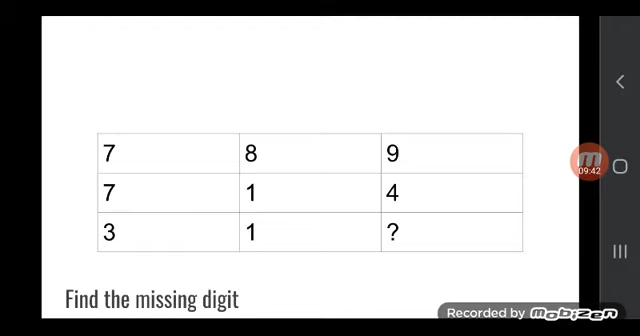 7 8 9
7 1 4
3 1 ?
Find the missing digit
09:42
Recorded by Mobizen